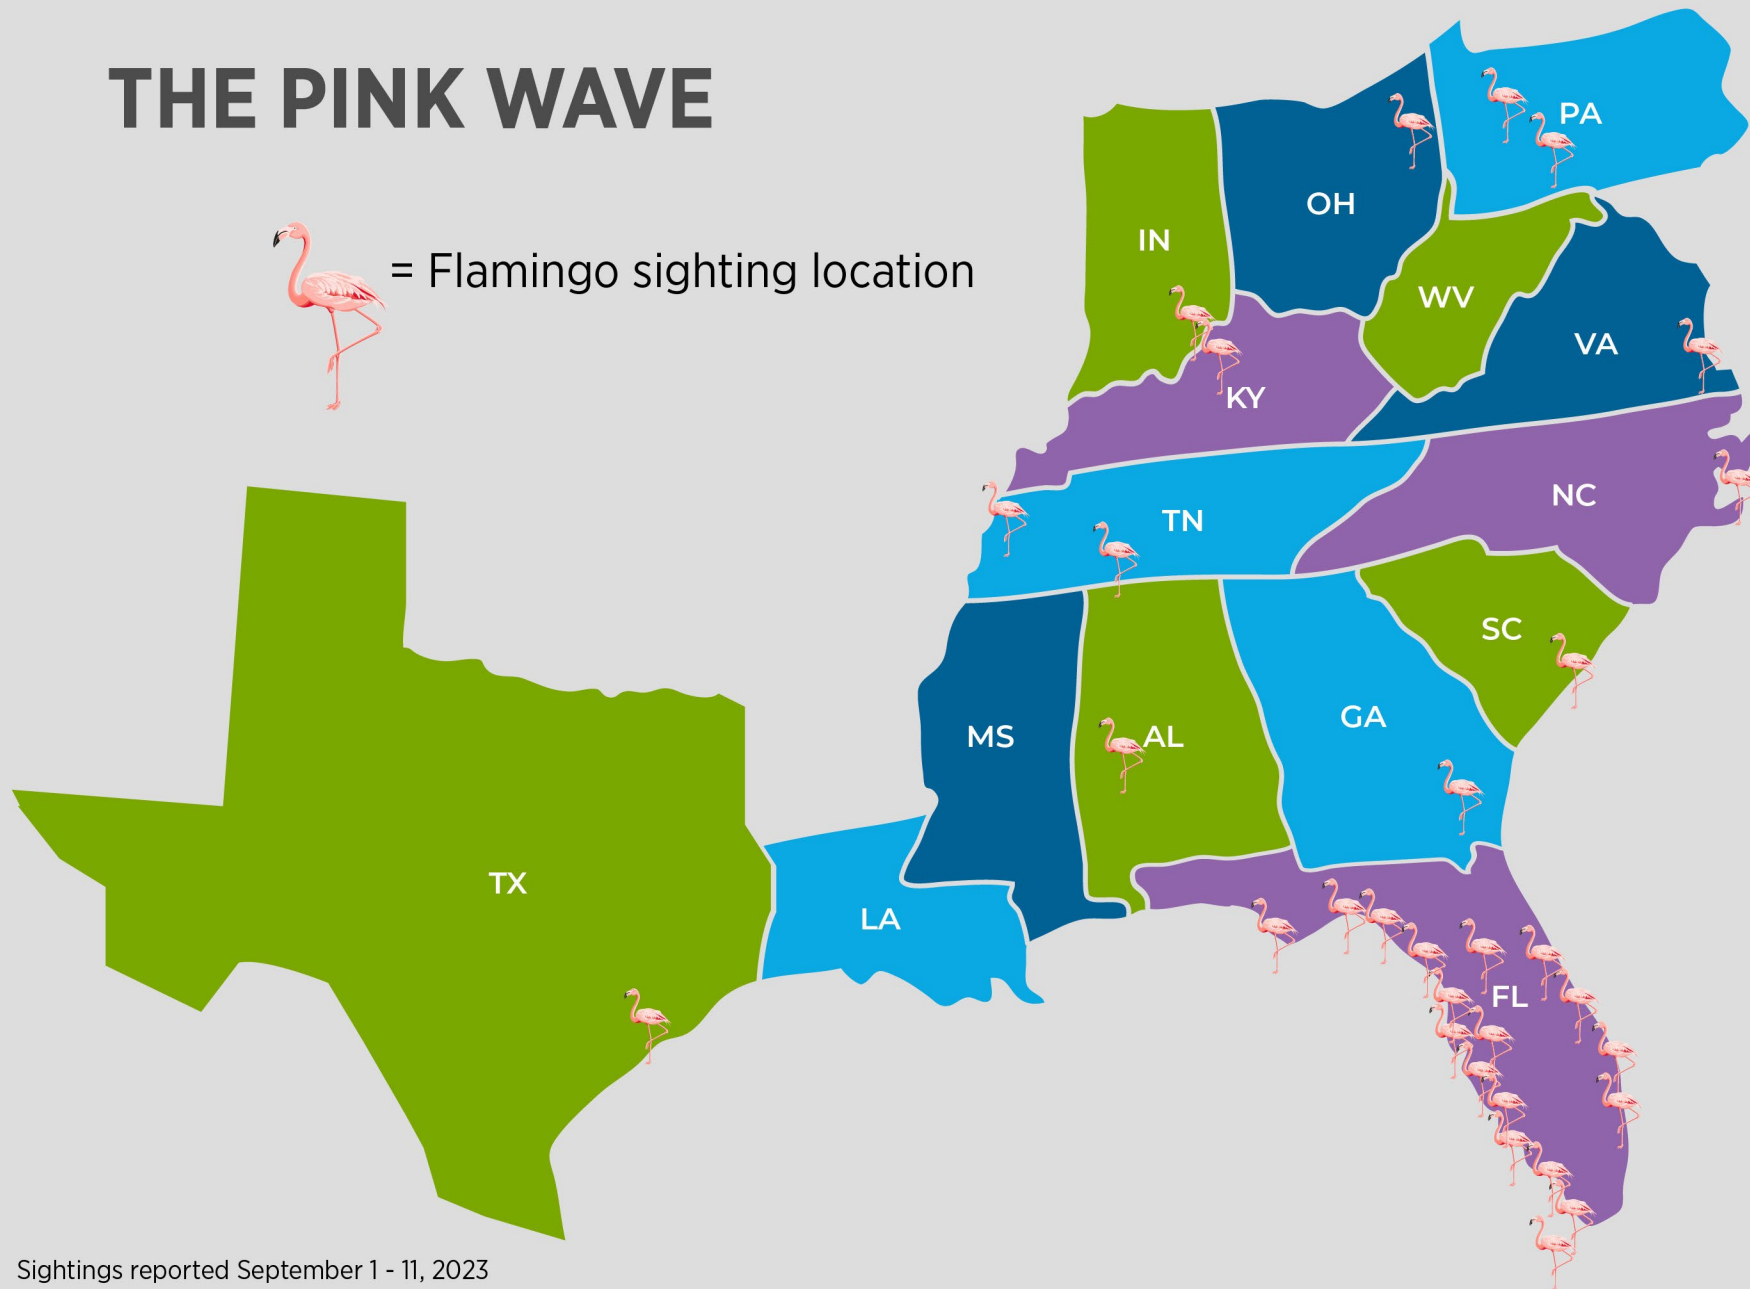 THE PINK WAVE
= Flamingo sighting location
PA
OH
IN
WV
VA
KY
NC
TN
SC
GA
MS
AL
TX
LA
FL
Sightings reported September 1 - 11, 2023